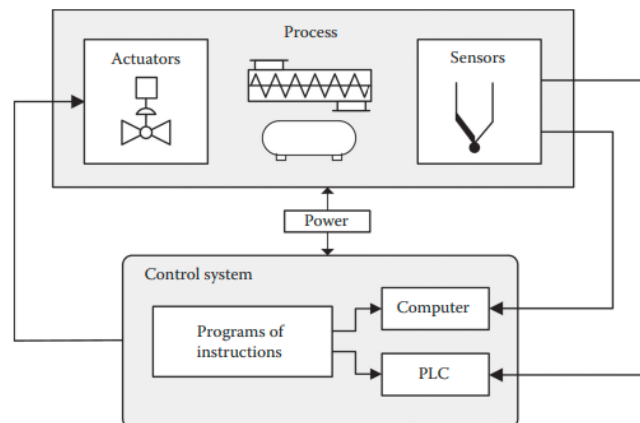 Process
Actuators
Sensors
Power
Control system
Programs of
instructions
Computer
PLC